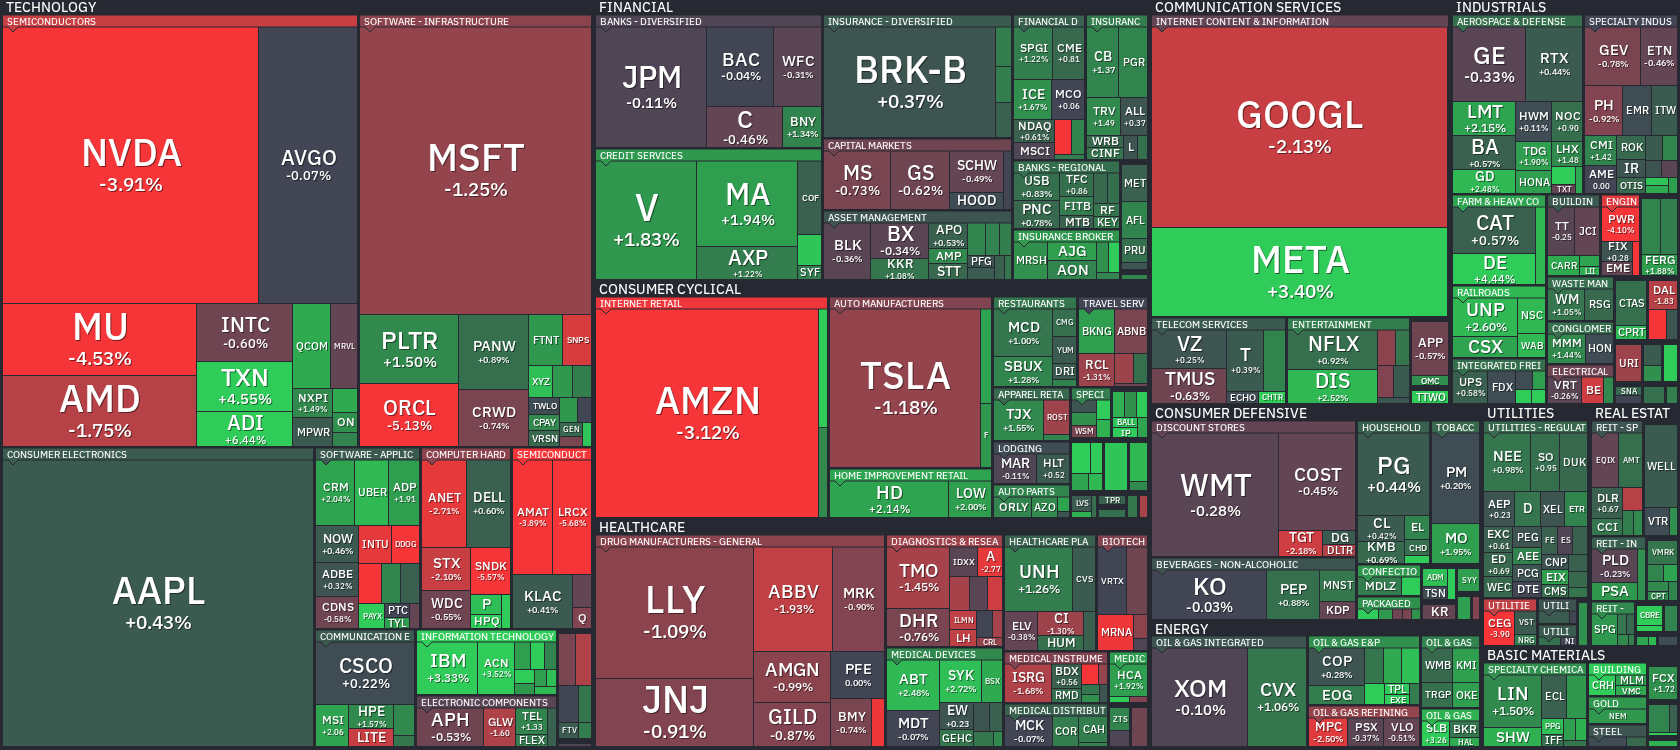 TECHNOLOGY
SEMICONDUCTORS
NVDA
-3.91%
AVGO
-0.07%
MU
-4.53%
AMD
-1.75%
INTC
-0.60%
TXN
+4.55%
ADI
+6.44%
QCOM
MRVL
NXPI
+1.49%
MPWR
ON
SOFTWARE - INFRASTRUCTURE
MSFT
-1.25%
PLTR
+1.50%
ORCL
-5.13%
PANW
+0.89%
CRWD
-0.74%
FTNT
SNPS
XYZ
TWLO
CPAY
GEN
VRSN
CONSUMER ELECTRONICS
AAPL
+0.43%
SOFTWARE - APPLIC
CRM
+2.04%
UBER
ADP
+1.91
NOW
+0.46%
INTU
DDOG
ADBE
+0.32%
CDNS
-0.58%
PAYX
PTC
TYL
COMPUTER HARD
ANET
-2.71%
DELL
+0.60%
STX
-2.10%
SNDK
-5.57%
WDC
-0.55%
P
HPQ
SEMICONDUCT
AMAT
-3.89%
LRCX
-5.68%
KLAC
+0.41%
Q
COMMUNICATION E
CSCO
+0.22%
MSI
+2.06
HPE
+1.57%
LITE
INFORMATION TECHNOLOGY
IBM
+3.33%
ACN
+3.52%
ELECTRONIC COMPONENTS
APH
-0.53%
GLW
-1.60
TEL
+1.33
FLEX
FTV
FINANCIAL
BANKS - DIVERSIFIED
JPM
-0.11%
BAC
-0.04%
WFC
-0.31%
C
-0.46%
BNY
+1.34%
CREDIT SERVICES
V
+1.83%
MA
+1.94%
AXP
+1.22%
COF
SYF
INSURANCE - DIVERSIFIED
BRK-B
+0.37%
CAPITAL MARKETS
MS
-0.73%
GS
-0.62%
SCHW
-0.49%
HOOD
ASSET MANAGEMENT
BLK
-0.36%
BX
-0.34%
KKR
+1.08%
APO
+0.53%
AMP
STT
PFG
FINANCIAL D
SPGI
+1.22%
CME
+0.81
ICE
+1.67%
MCO
+0.06
NDAQ
+0.61%
MSCI
INSURANC
CB
+1.37
PGR
TRV
+1.49
ALL
+0.37
WRB
CINF
L
BANKS - REGIONAL
USB
+0.83%
TFC
+0.86
PNC
+0.78%
FITB
MTB
RF
KEY
INSURANCE BROKER
MRSH
AJG
AON
MET
AFL
PRU
CONSUMER CYCLICAL
INTERNET RETAIL
AMZN
-3.12%
AUTO MANUFACTURERS
TSLA
-1.18%
F
HOME IMPROVEMENT RETAIL
HD
+2.14%
LOW
+2.00%
RESTAURANTS
MCD
+1.00%
CMG
YUM
SBUX
+1.28%
DRI
TRAVEL SERV
BKNG
ABNB
RCL
-1.31%
APPAREL RETA
TJX
+1.55%
ROST
SPECI
WSM
BALL
IP
LODGING
MAR
-0.11%
HLT
+0.52
AUTO PARTS
ORLY
AZO
LVS
TPR
HEALTHCARE
DRUG MANUFACTURERS - GENERAL
LLY
-1.09%
JNJ
-0.91%
ABBV
-1.93%
MRK
-0.90%
AMGN
-0.99%
PFE
0.00%
GILD
-0.87%
BMY
-0.74%
DIAGNOSTICS & RESEA
TMO
-1.45%
DHR
-0.76%
IDXX
A
-2.77
ILMN
LH
CRL
MEDICAL DEVICES
ABT
+2.48%
SYK
+2.72%
BSX
MDT
-0.07%
EW
+0.23
GEHC
HEALTHCARE PLA
UNH
+1.26%
CVS
ELV
-0.38%
CI
-1.30%
HUM
BIOTECH
VRTX
MRNA
MEDICAL INSTRUME
ISRG
-1.68%
BDX
+0.56
RMD
MEDIC
HCA
+1.92%
MEDICAL DISTRIBUT
MCK
-0.07%
COR
CAH
ZTS
COMMUNICATION SERVICES
INTERNET CONTENT & INFORMATION
GOOGL
-2.13%
META
+3.40%
TELECOM SERVICES
VZ
+0.25%
T
+0.39%
TMUS
-0.63%
ECHO
CHTR
ENTERTAINMENT
NFLX
+0.92%
DIS
+2.52%
APP
-0.57%
OMC
TTWO
INDUSTRIALS
AEROSPACE & DEFENSE
GE
-0.33%
RTX
+0.44%
LMT
+2.15%
HWM
+0.11%
NOC
+0.90
BA
+0.57%
TDG
+1.90%
LHX
+1.48
GD
+2.48%
HONA
TXT
SPECIALTY INDUS
GEV
-0.78%
ETN
-0.46%
PH
-0.92%
EMR
ITW
CMI
+1.42
ROK
AME
0.00
IR
OTIS
FARM & HEAVY CO
CAT
+0.57%
DE
+4.44%
BUILDIN
TT
-0.25
JCI
CARR
LII
ENGIN
PWR
-4.10%
FIX
+0.28
EME
FERG
+1.88%
RAILROADS
UNP
+2.60%
NSC
CSX
WAB
WASTE MAN
WM
+1.05%
RSG
CTAS
CPRT
DAL
-1.83
CONGLOMER
MMM
+1.44%
HON
URI
INTEGRATED FREI
UPS
+0.58%
FDX
ELECTRICAL
VRT
-0.26%
BE
SNA
CONSUMER DEFENSIVE
DISCOUNT STORES
WMT
-0.28%
COST
-0.45%
TGT
-2.18%
DG
DLTR
HOUSEHOLD
PG
+0.44%
CL
+0.42%
EL
KMB
+0.69%
CHD
TOBACC
PM
+0.20%
MO
+1.95%
BEVERAGES - NON-ALCOHOLIC
KO
-0.03%
PEP
+0.88%
MNST
KDP
CONFECTIO
MDLZ
PACKAGED
ADM
TSN
SYY
KR
UTILITIES
UTILITIES - REGULAT
NEE
+0.98%
SO
+0.95
DUK
AEP
+0.23
D
XEL
ETR
EXC
+0.61
PEG
FE
ES
ED
+0.69
AEE
PCG
CNP
EIX
WEC
DTE
CMS
UTILITIE
CEG
-3.90
VST
NRG
UTILI
UTILI
NI
REAL ESTAT
REIT - SP
EQIX
AMT
DLR
+0.67
CCI
WELL
VTR
REIT - IN
PLD
-0.23%
PSA
VMRK
CPT
REIT -
SPG
CBRE
ENERGY
OIL & GAS INTEGRATED
XOM
-0.10%
CVX
+1.06%
OIL & GAS E&P
COP
+0.28%
EOG
TPL
EXE
OIL & GAS REFINING
MPC
-2.50%
PSX
-0.37%
VLO
-0.51%
OIL & GAS
WMB
KMI
TRGP
OKE
OIL & GAS
SLB
+3.26
BKR
HAL
BASIC MATERIALS
SPECIALTY CHEMICA
LIN
+1.50%
ECL
SHW
PPG
IFF
BUILDING
CRH
MLM
VMC
GOLD
NEM
STEEL
FCX
+1.72